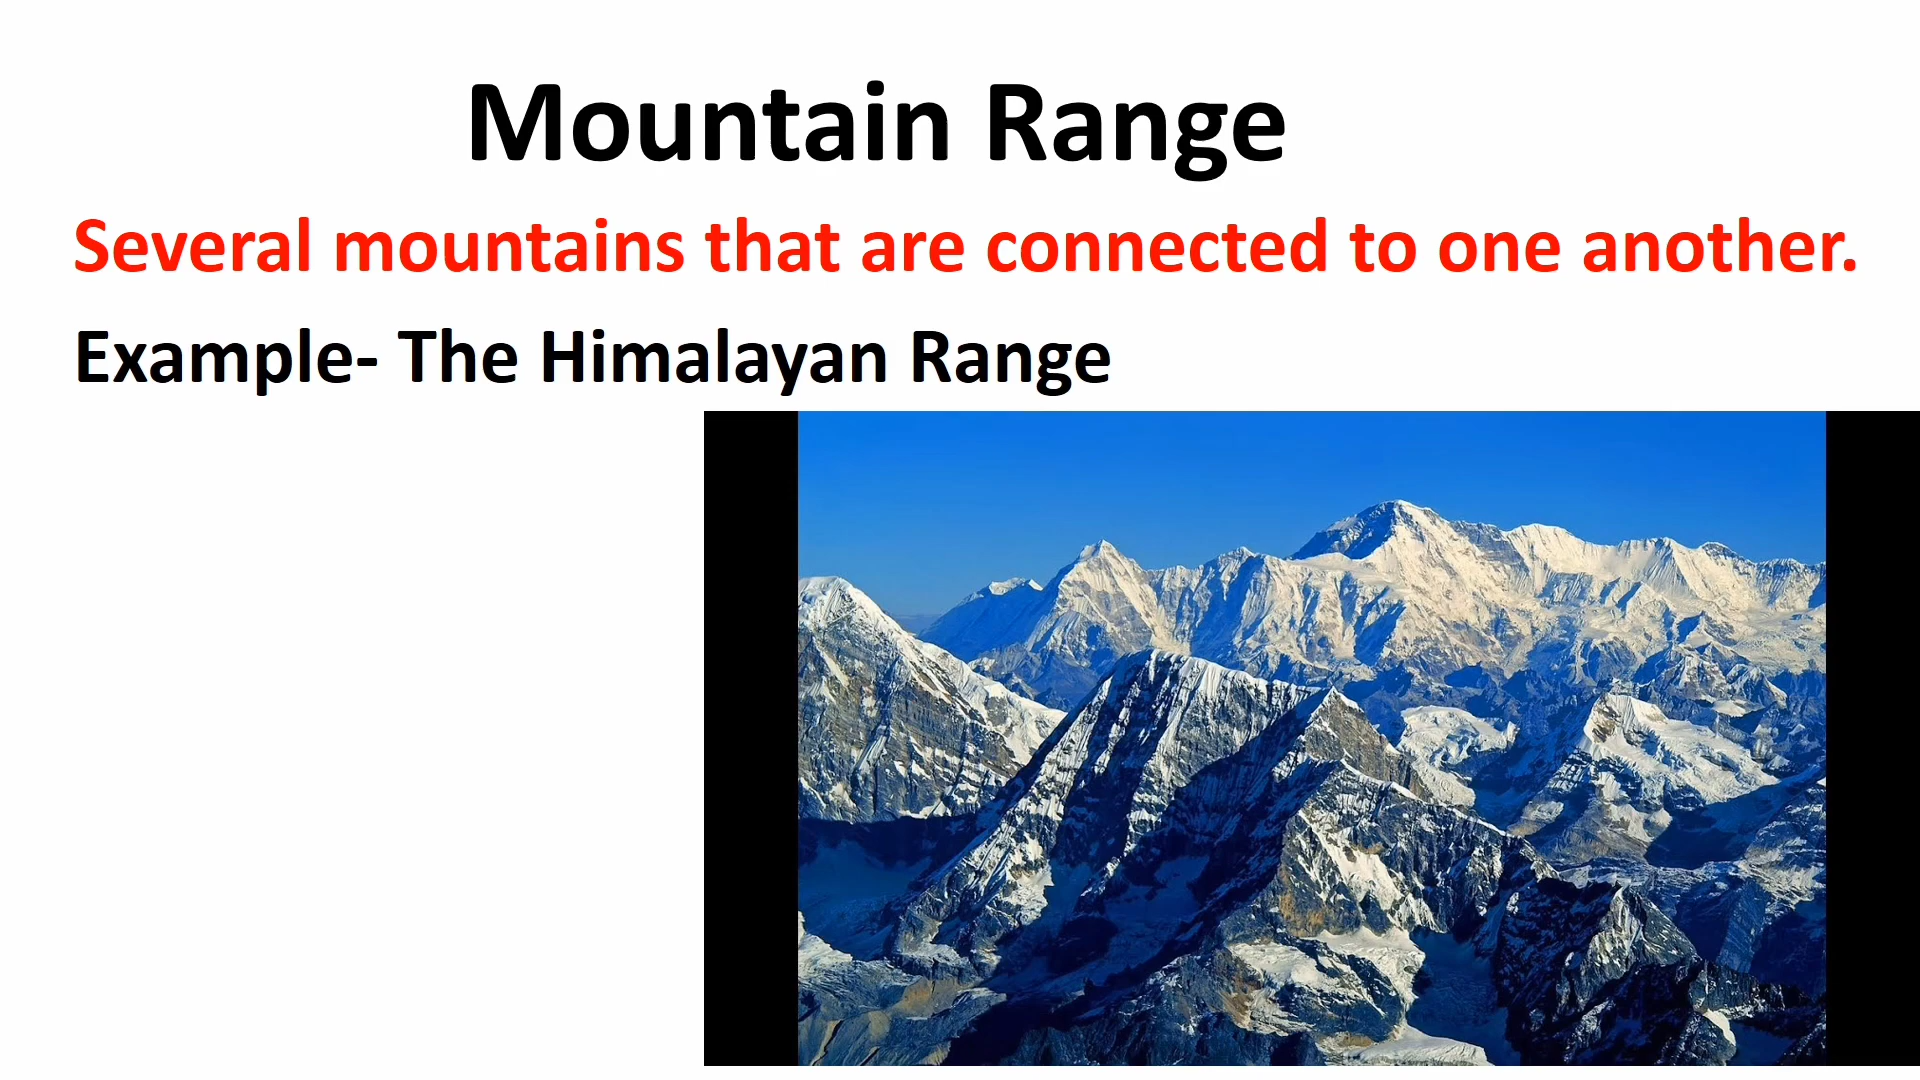 Mountain Range
Several mountains that are connected to one another.
Example- The Himalayan Range